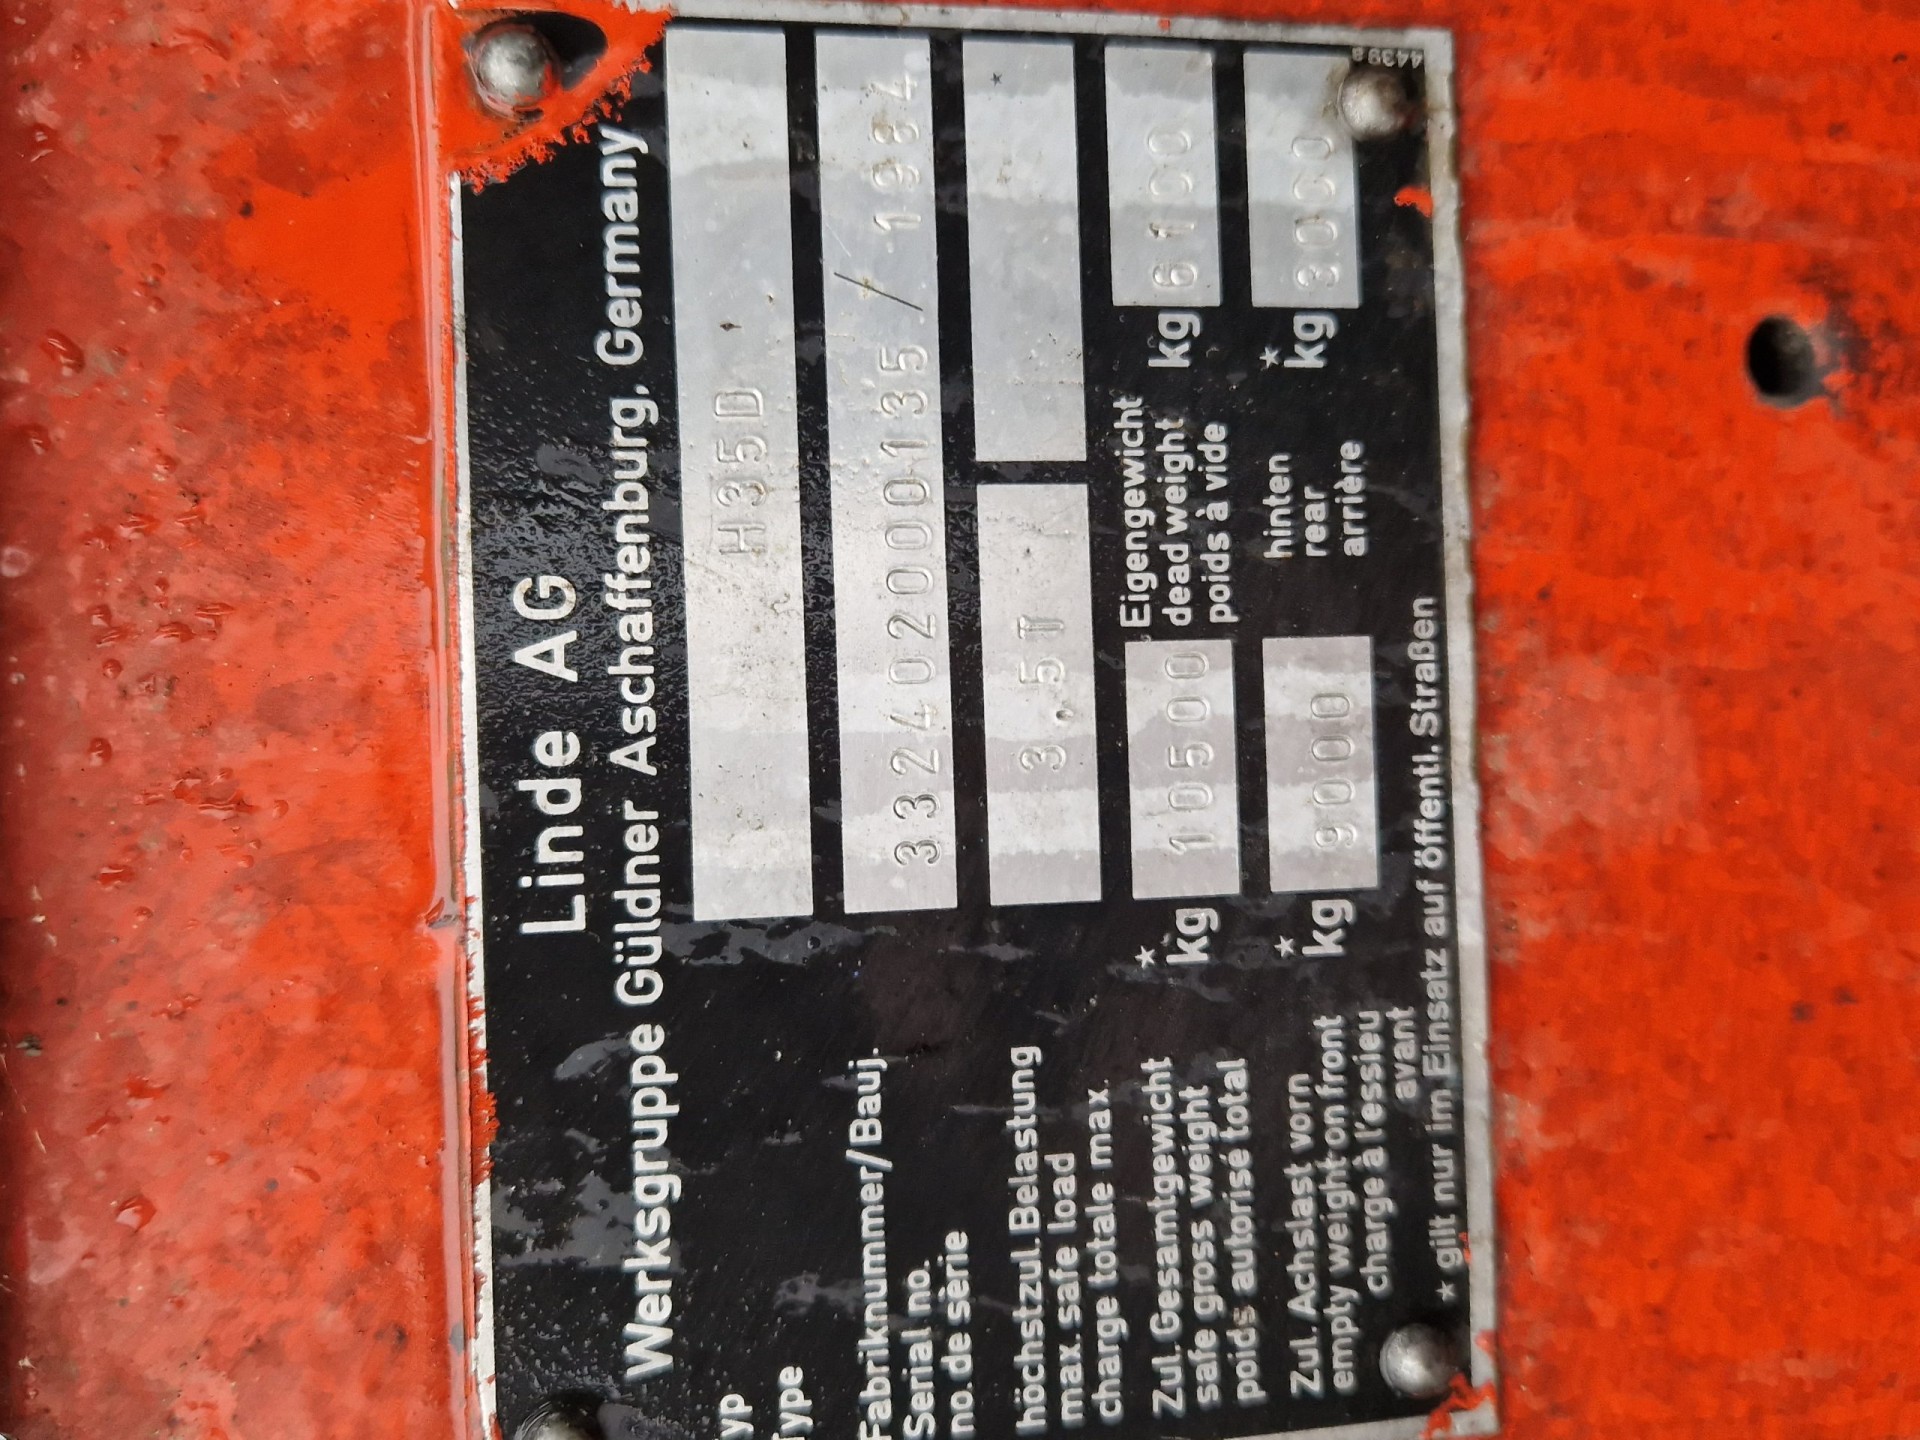 Linde AG
Werksgruppe Güldner Aschaffenburg, Germany
Typ
Type
H35D
Fabriknummer/Bauj.
Serial no.
no. de sèrie
332402000135 / 1984
höchstzul. Belastung
max. safe load
charge totale max.
3.5T
*
Zul. Gesamtgewicht
safe gross weight
poids autorisé total
* kg 10500
Eigengewicht
dead weight
poids à vide
kg 6100
Zul. Achslast vorn
empty weight on front
charge à l'essieu
avant
* kg 9000
hinten
rear
arrière
* kg 3000
* gilt nur im Einsatz auf öffentl. Straßen
4439a